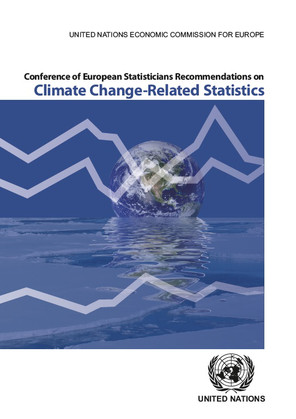 UNITED NATIONS ECONOMIC COMMISSION FOR EUROPE
Conference of European Statisticians Recommendations on
Climate Change-Related Statistics
UNITED NATIONS